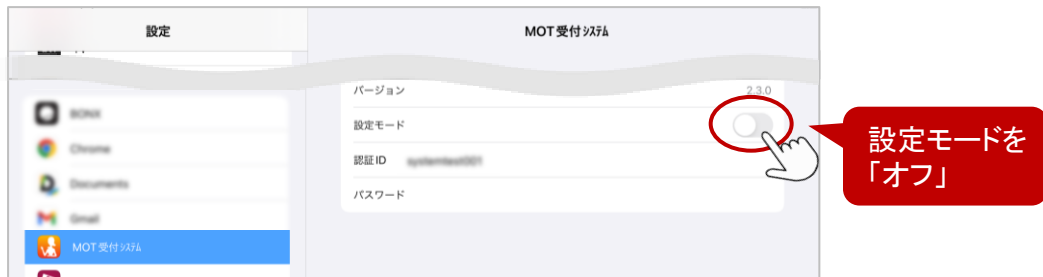 設定
MOT受付ｼｽﾃﾑ
バージョン
2.3.0
設定モード
認証ID
パスワード
BONX
Chrome
Documents
Gmail
MOT受付ｼｽﾃﾑ
設定モードを
「オフ」